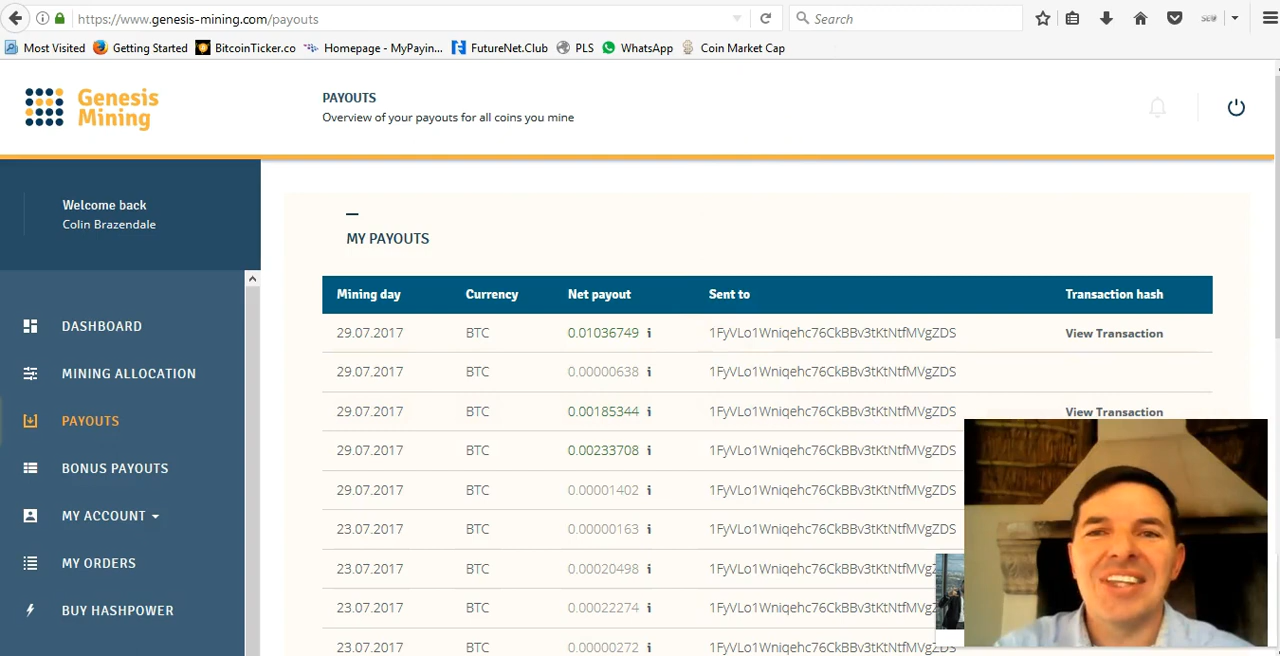 https://www.genesis-mining.com/payouts
Search
Most Visited Getting Started BitcoinTicker.co Homepage - MyPayin... FutureNet.Club PLS WhatsApp Coin Market Cap
Genesis
Mining
PAYOUTS
Overview of your payouts for all coins you mine
Welcome back
Colin Brazendale
DASHBOARD
MINING ALLOCATION
PAYOUTS
BONUS PAYOUTS
MY ACCOUNT
MY ORDERS
BUY HASHPOWER
MY PAYOUTS
Mining day Currency Net payout Sent to Transaction hash
29.07.2017 BTC 0.01036749 i 1FyVLo1Wniqehc76CkBBv3tKtNtfMVgZDS View Transaction
29.07.2017 BTC 0.00000638 i 1FyVLo1Wniqehc76CkBBv3tKtNtfMVgZDS
29.07.2017 BTC 0.00185344 i 1FyVLo1Wniqehc76CkBBv3tKtNtfMVgZDS View Transaction
29.07.2017 BTC 0.00233708 i 1FyVLo1Wniqehc76CkBBv3tKtNtfMVgZDS
29.07.2017 BTC 0.00001402 i 1FyVLo1Wniqehc76CkBBv3tKtNtfMVgZDS
23.07.2017 BTC 0.00000163 i 1FyVLo1Wniqehc76CkBBv3tKtNtfMVgZDS
23.07.2017 BTC 0.00020498 i 1FyVLo1Wniqehc76CkBBv3tKtNtfMVgZ
23.07.2017 BTC 0.00022274 i 1FyVLo1Wniqehc76CkBBv3tKtNtfMVgZ
23.07.2017 BTC 0.00000272 i 1FyVLo1Wniqehc76CkBBv3tKtNtfMVgZDS